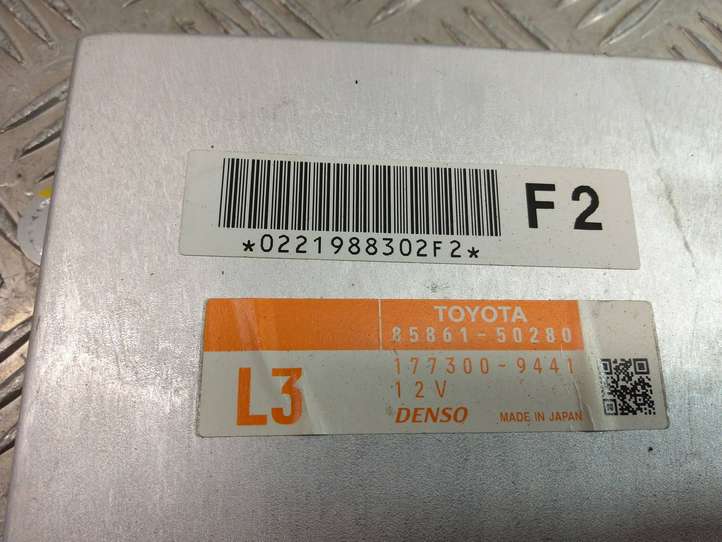 F2
*0221988302F2*
TOYOTA
85861-50280
177300-9441
12V
L3
DENSO MADE IN JAPAN